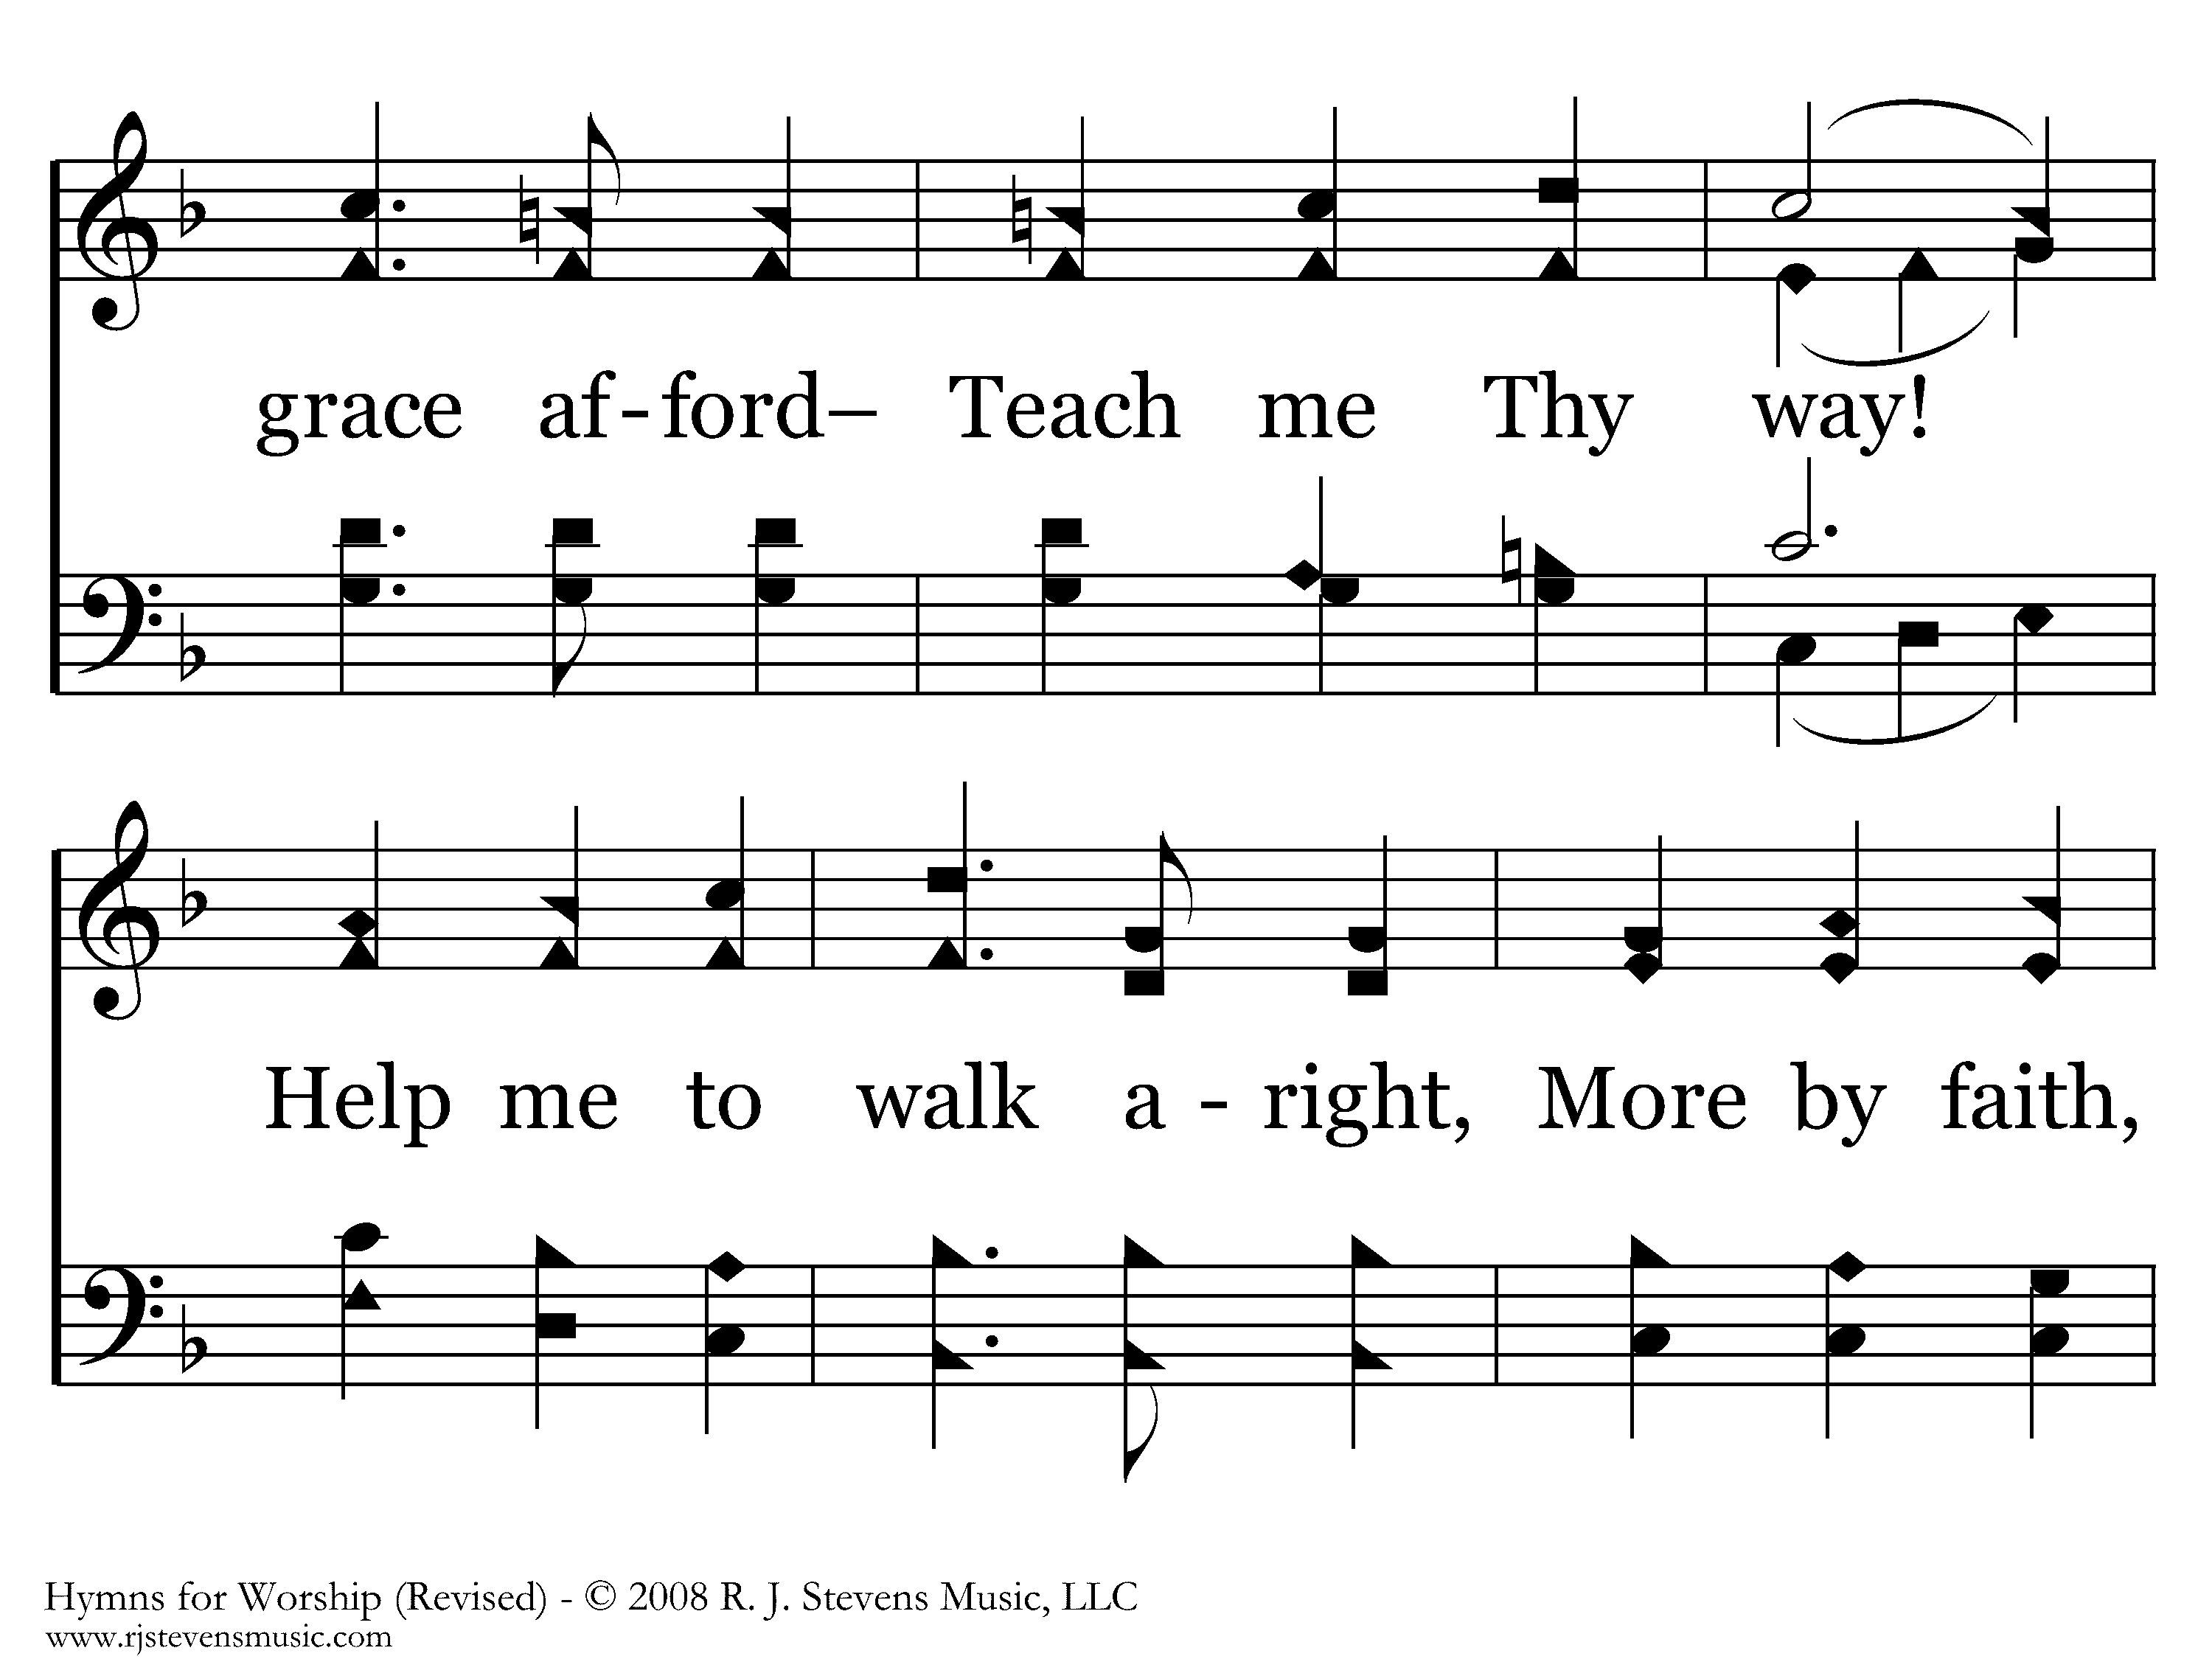 grace af-ford– Teach me Thy way!
Help me to walk a - right, More by faith,
Hymns for Worship (Revised) - © 2008 R. J. Stevens Music, LLC
www.rjstevensmusic.com